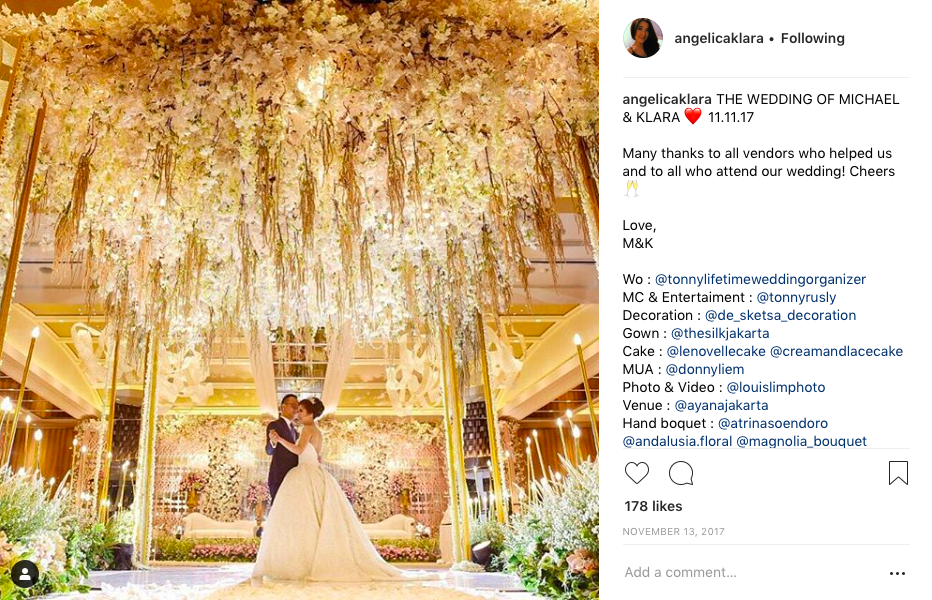 angelicaklara • Following
angelicaklara THE WEDDING OF MICHAEL
& KLARA ❤️ 11.11.17
Many thanks to all vendors who helped us
and to all who attend our wedding! Cheers
🥂
Love,
M&K
Wo : @tonnylifetimeweddingorganizer
MC & Entertaiment : @tonnyrusly
Decoration : @de_sketsa_decoration
Gown : @thesilkjakarta
Cake : @lenovellecake @creamandlacecake
MUA : @donnyliem
Photo & Video : @louislimphoto
Venue : @ayanajakarta
Hand boquet : @atrinasoendoro
@andalusia.floral @magnolia_bouquet
178 likes
NOVEMBER 13, 2017
Add a comment...